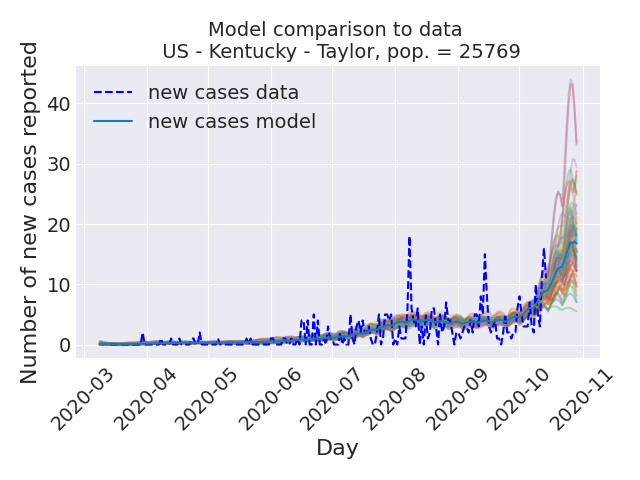 Model comparison to data
US - Kentucky - Taylor, pop. = 25769
Number of new cases reported
40
30
20
10
0
new cases data
new cases model
2020-03
2020-04
2020-05
2020-06
2020-07
2020-08
2020-09
2020-10
2020-11
Day